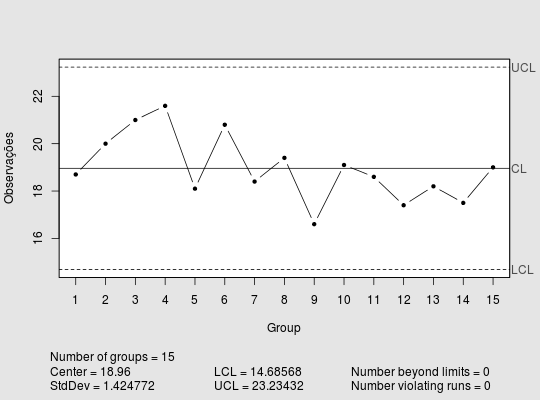 UCL
22
20
18
16
Observações
CL
LCL
1 2 3 4 5 6 7 8 9 10 11 12 13 14 15
Group
Number of groups = 15
Center = 18.96 LCL = 14.68568 Number beyond limits = 0
StdDev = 1.424772 UCL = 23.23432 Number violating runs = 0